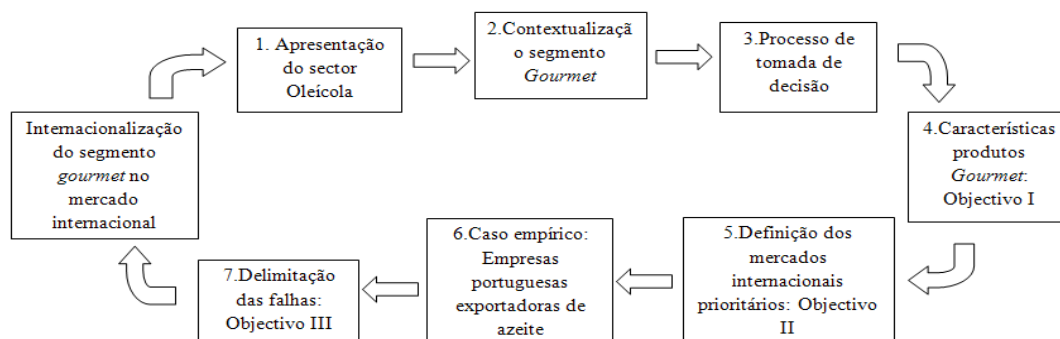 1. Apresentação
do sector
Oleícola
2.Contextualizaçã
o segmento
Gourmet
3.Processo de
tomada de
decisão
4.Características
produtos
Gourmet:
Objectivo I
5.Definição dos
mercados
internacionais
prioritários: Objectivo
II
6.Caso empírico:
Empresas
portuguesas
exportadoras de
azeite
7.Delimitação
das falhas:
Objectivo III
Internacionalização
do segmento
gourmet no
mercado
internacional